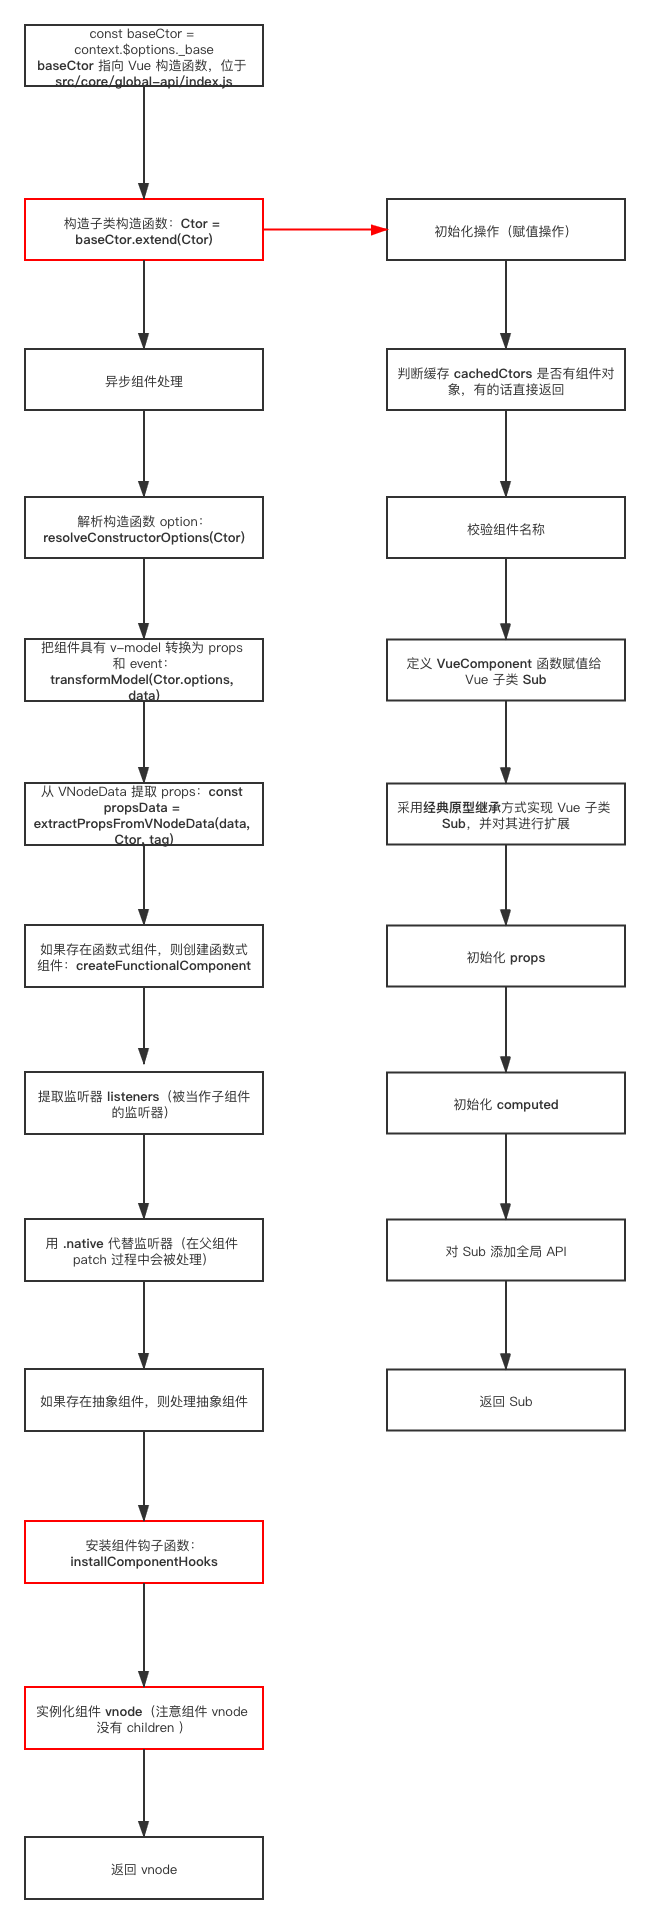 const baseCtor =
context.$options._base
baseCtor 指向 Vue 构造函数，位于
src/core/global-api/index.js
构造子类构造函数：Ctor =
baseCtor.extend(Ctor)
异步组件处理
解析构造函数 option：
resolveConstructorOptions(Ctor)
把组件具有 v-model 转换为 props
和 event：
transformModel(Ctor.options,
data)
从 VNodeData 提取 props：const
propsData =
extractPropsFromVNodeData(data,
Ctor, tag)
如果存在函数式组件，则创建函数式
组件：createFunctionalComponent
提取监听器 listeners（被当作子组件
的监听器）
用 .native 代替监听器（在父组件
patch 过程中会被处理）
如果存在抽象组件，则处理抽象组件
安装组件钩子函数：
installComponentHooks
实例化组件 vnode（注意组件 vnode
没有 children ）
返回 vnode
初始化操作（赋值操作）
判断缓存 cachedCtors 是否有组件对
象，有的话直接返回
校验组件名称
定义 VueComponent 函数赋值给
Vue 子类 Sub
采用经典原型继承方式实现 Vue 子类
Sub，并对其进行扩展
初始化 props
初始化 computed
对 Sub 添加全局 API
返回 Sub